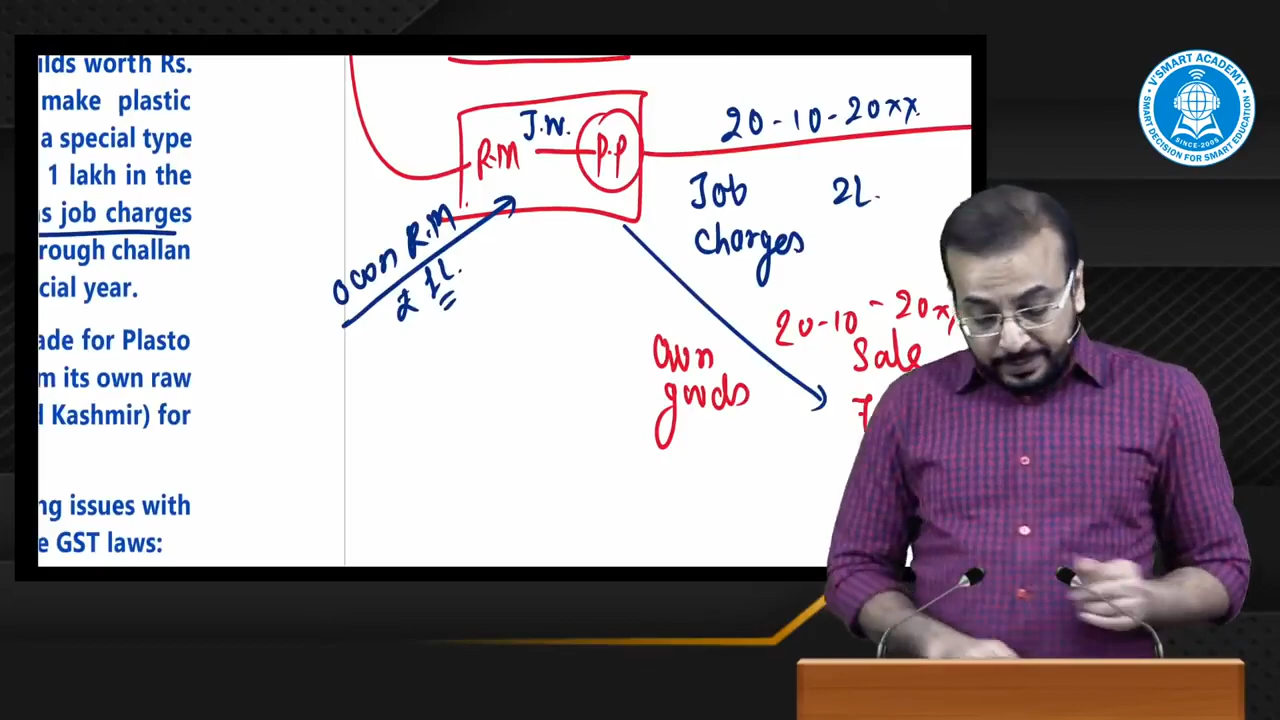 ilds worth Rs.
make plastic
a special type
1 lakh in the
s job charges
rough challan
cial year.
ade for Plasto
m its own raw
d Kashmir) for
ng issues with
e GST laws:
J.W.
R.M
P.P
20-10-20xx
Job 2L.
charges
own R.M
₹ 1L.
own
goods
20-10-20x
Sale
7
V'SMART ACADEMY
SMART DECISION FOR SMART EDUCATION
SINCE-2005